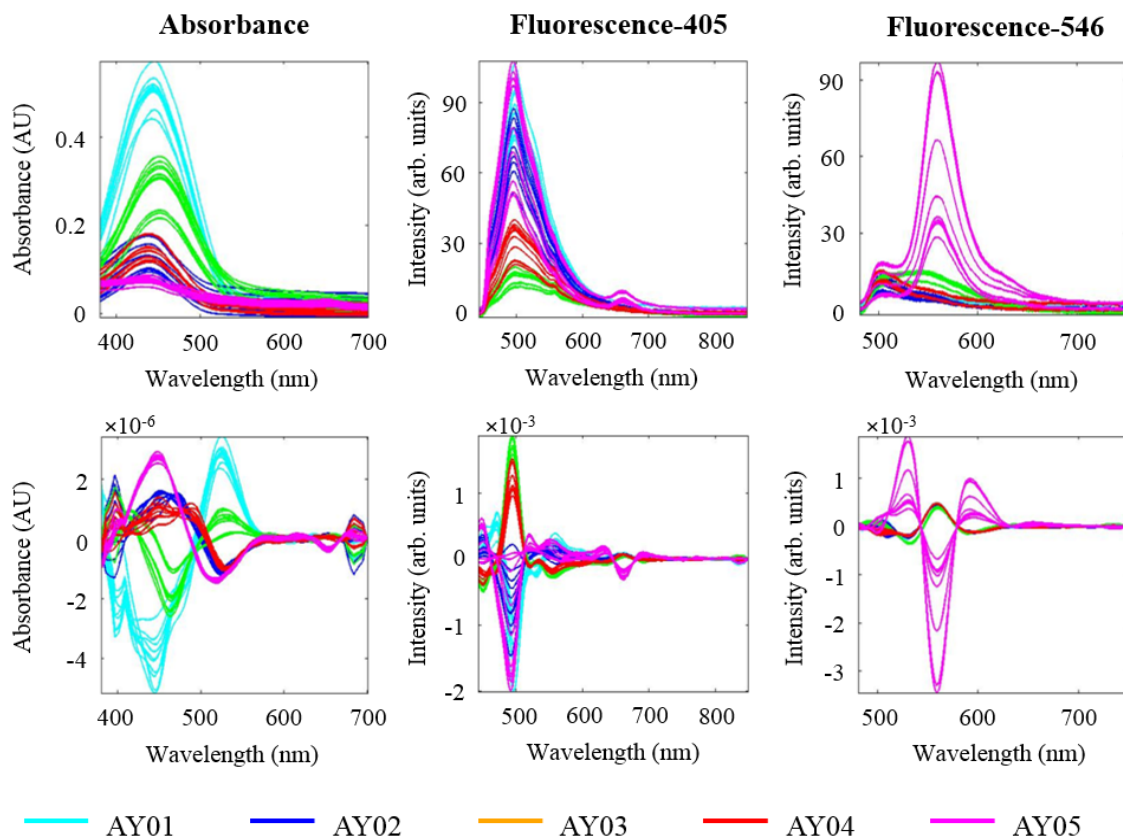 Absorbance Fluorescence-405 Fluorescence-546
Absorbance (AU)
0.4
0.2
0
400 500 600 700
Wavelength (nm)
Intensity (arb. units)
90
60
30
0
500 600 700 800
Wavelength (nm)
Intensity (arb. units)
90
60
30
0
500 600 700
Wavelength (nm)
×10-6
Absorbance (AU)
2
0
-2
-4
400 500 600 700
Wavelength (nm)
×10-3
Intensity (arb. units)
1
0
-1
-2
500 600 700 800
Wavelength (nm)
×10-3
Intensity (arb. units)
1
0
-1
-2
-3
500 600 700
Wavelength (nm)
AY01 AY02 AY03 AY04 AY05